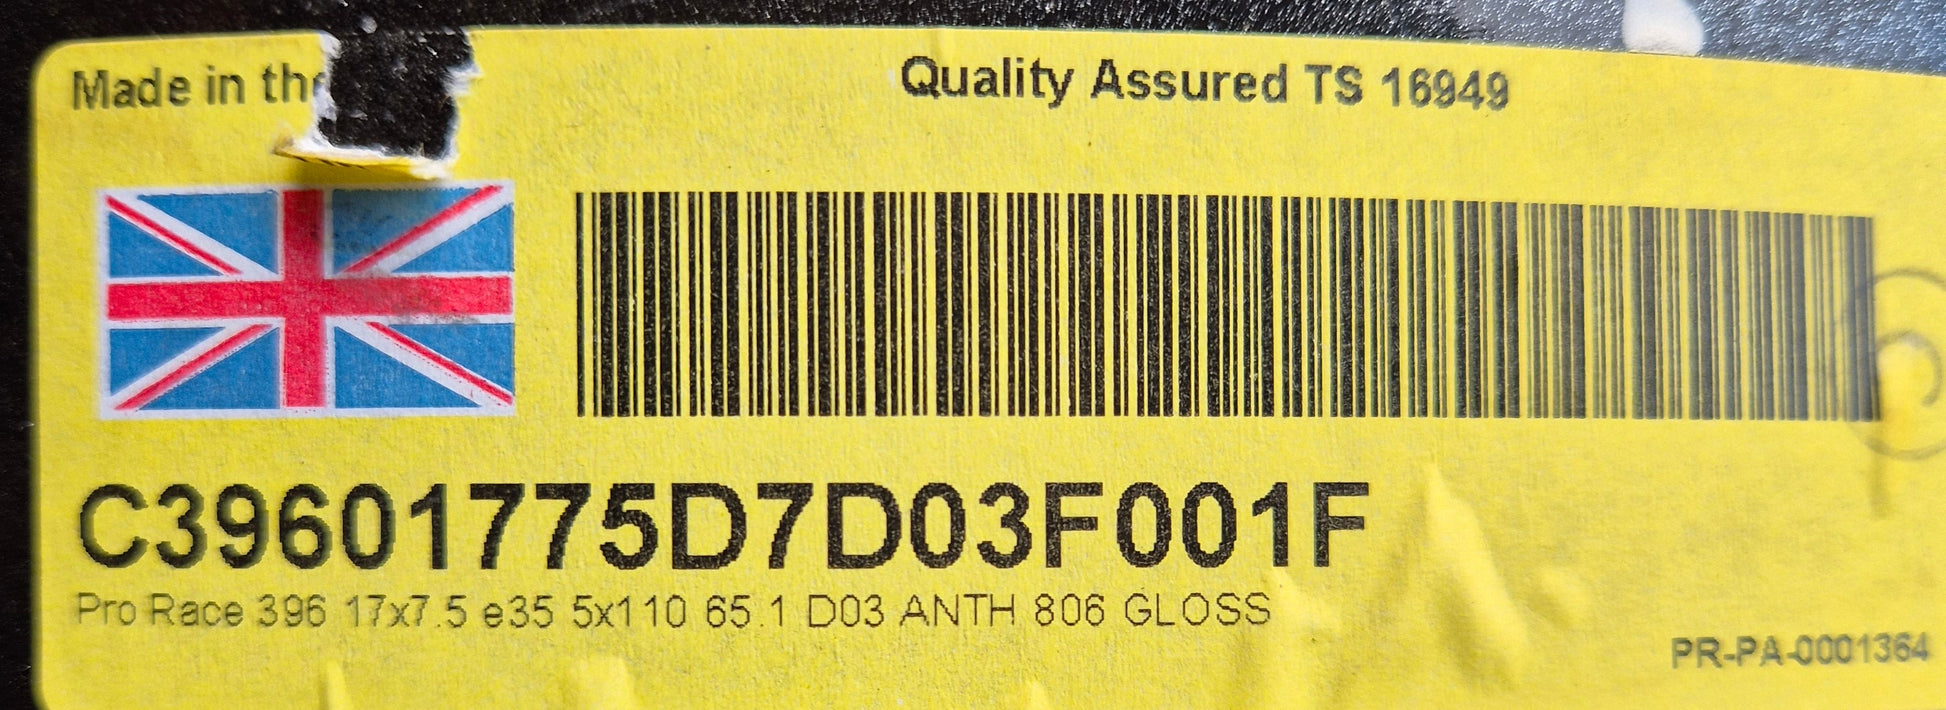 Made in the
Quality Assured TS 16949
C39601775D7D03F001F
Pro Race 396 17x7.5 e35 5x110 65.1 D03 ANTH 806 GLOSS
PR-PA-0001364